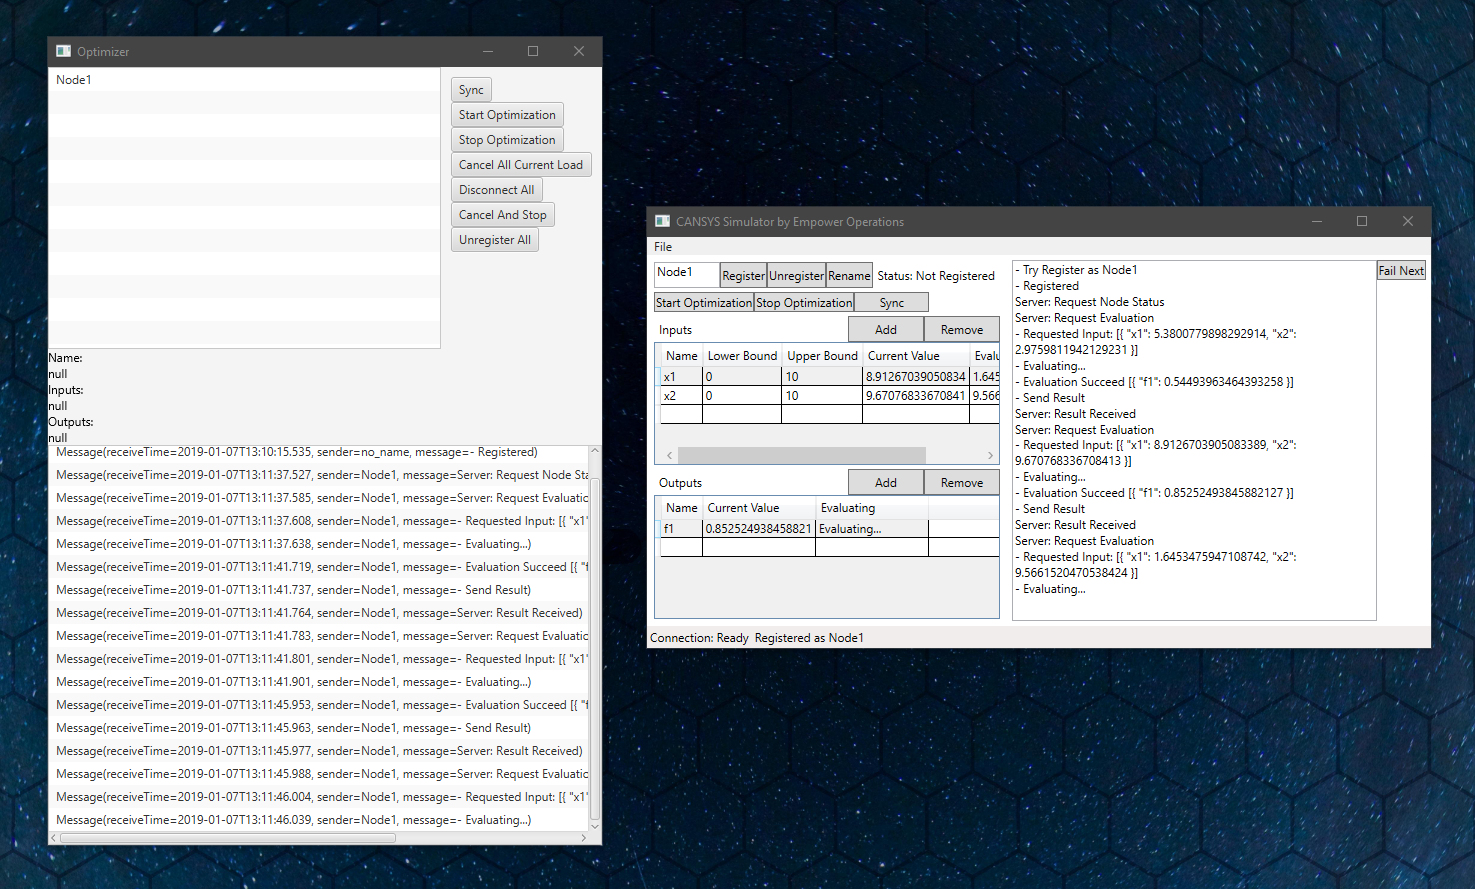 Optimizer
Node1
Sync
Start Optimization
Stop Optimization
Cancel All Current Load
Disconnect All
Cancel And Stop
Unregister All
Name:
null
Inputs:
null
Outputs:
null
Message(receiveTime=2019-01-07T13:10:15.535, sender=no_name, message=- Registered)
Message(receiveTime=2019-01-07T13:11:37.527, sender=Node1, message=Server: Request Node Sta
Message(receiveTime=2019-01-07T13:11:37.585, sender=Node1, message=Server: Request Evaluatio
Message(receiveTime=2019-01-07T13:11:37.608, sender=Node1, message=- Requested Input: [{ "x1"
Message(receiveTime=2019-01-07T13:11:37.638, sender=Node1, message=- Evaluating...)
Message(receiveTime=2019-01-07T13:11:41.719, sender=Node1, message=- Evaluation Succeed [{ "f
Message(receiveTime=2019-01-07T13:11:41.737, sender=Node1, message=- Send Result)
Message(receiveTime=2019-01-07T13:11:41.764, sender=Node1, message=Server: Result Received)
Message(receiveTime=2019-01-07T13:11:41.783, sender=Node1, message=Server: Request Evaluatio
Message(receiveTime=2019-01-07T13:11:41.801, sender=Node1, message=- Requested Input: [{ "x1"
Message(receiveTime=2019-01-07T13:11:41.901, sender=Node1, message=- Evaluating...)
Message(receiveTime=2019-01-07T13:11:45.953, sender=Node1, message=- Evaluation Succeed [{ "f
Message(receiveTime=2019-01-07T13:11:45.963, sender=Node1, message=- Send Result)
Message(receiveTime=2019-01-07T13:11:45.977, sender=Node1, message=Server: Result Received)
Message(receiveTime=2019-01-07T13:11:45.988, sender=Node1, message=Server: Request Evaluatio
Message(receiveTime=2019-01-07T13:11:46.004, sender=Node1, message=- Requested Input: [{ "x1"
Message(receiveTime=2019-01-07T13:11:46.039, sender=Node1, message=- Evaluating...)
CANSYS Simulator by Empower Operations
File
Node1 Register Unregister Rename Status: Not Registered
Start Optimization Stop Optimization Sync
Inputs Add Remove
Name Lower Bound Upper Bound Current Value Evalu
x1 0 10 8.91267039050834 1.645
x2 0 10 9.67076833670841 9.566
Outputs Add Remove
Name Current Value Evaluating
f1 0.852524938458821 Evaluating...
- Try Register as Node1
- Registered
Server: Request Node Status
Server: Request Evaluation
- Requested Input: [{ "x1": 5.3800779898292914, "x2":
2.9759811942129231 }]
- Evaluating...
- Evaluation Succeed [{ "f1": 0.54493963464393258 }]
- Send Result
Server: Result Received
Server: Request Evaluation
- Requested Input: [{ "x1": 8.9126703905083389, "x2":
9.670768336708413 }]
- Evaluating...
- Evaluation Succeed [{ "f1": 0.85252493845882127 }]
- Send Result
Server: Result Received
Server: Request Evaluation
- Requested Input: [{ "x1": 1.6453475947108742, "x2":
9.5661520470538424 }]
- Evaluating...
Fail Next
Connection: Ready Registered as Node1